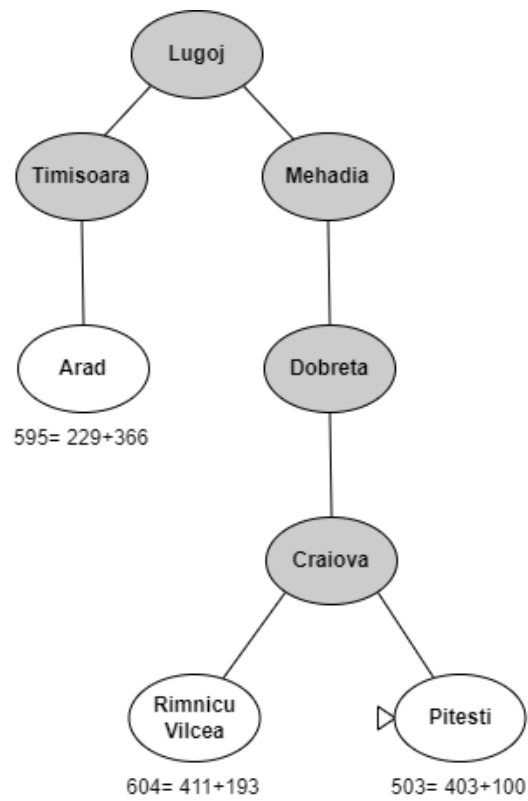 Lugoj
Timisoara
Mehadia
Arad
Dobreta
595= 229+366
Craiova
Rimnicu
Vilcea
Pitesti
604= 411+193
503= 403+100